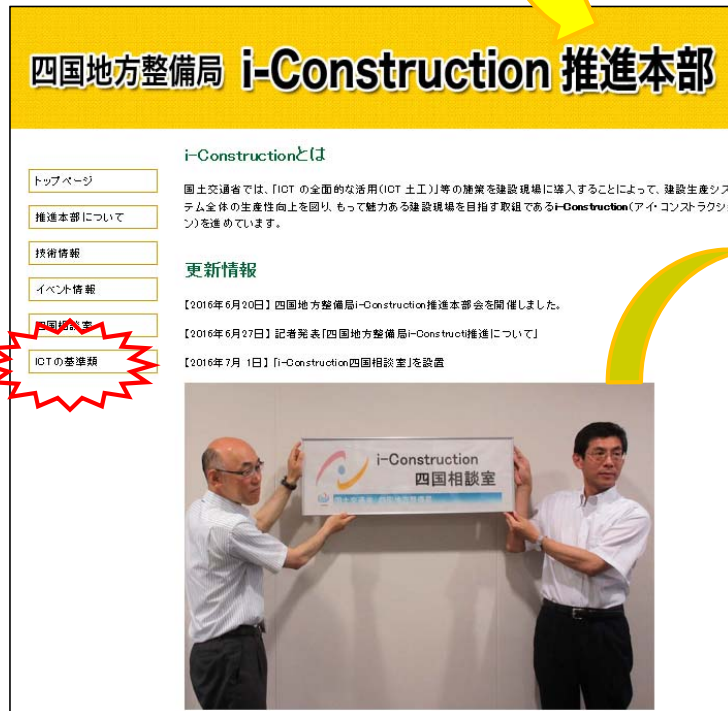 四国地方整備局 i-Construction 推進本部
トップページ
推進本部について
技術情報
イベント情報
四国相談室
ICTの基準類
i-Constructionとは
国土交通省では、「ICT の全面的な活用(ICT 土工)」等の施策を建設現場に導入することによって、建設生産シス
テム全体の生産性向上を図り、もって魅力ある建設現場を目指す取組であるi-Construction(アイ・コンストラクショ
ン)を進めています。
更新情報
【2016年6月20日】 四国地方整備局i-Construction推進本部会を開催しました。
【2016年6月27日】 記者発表「四国地方整備局i-Constructi推進について」
【2016年7月 1日】 「i-Construction四国相談室」を設置
i-Construction
四国相談室
国土交通省 四国地方整備局